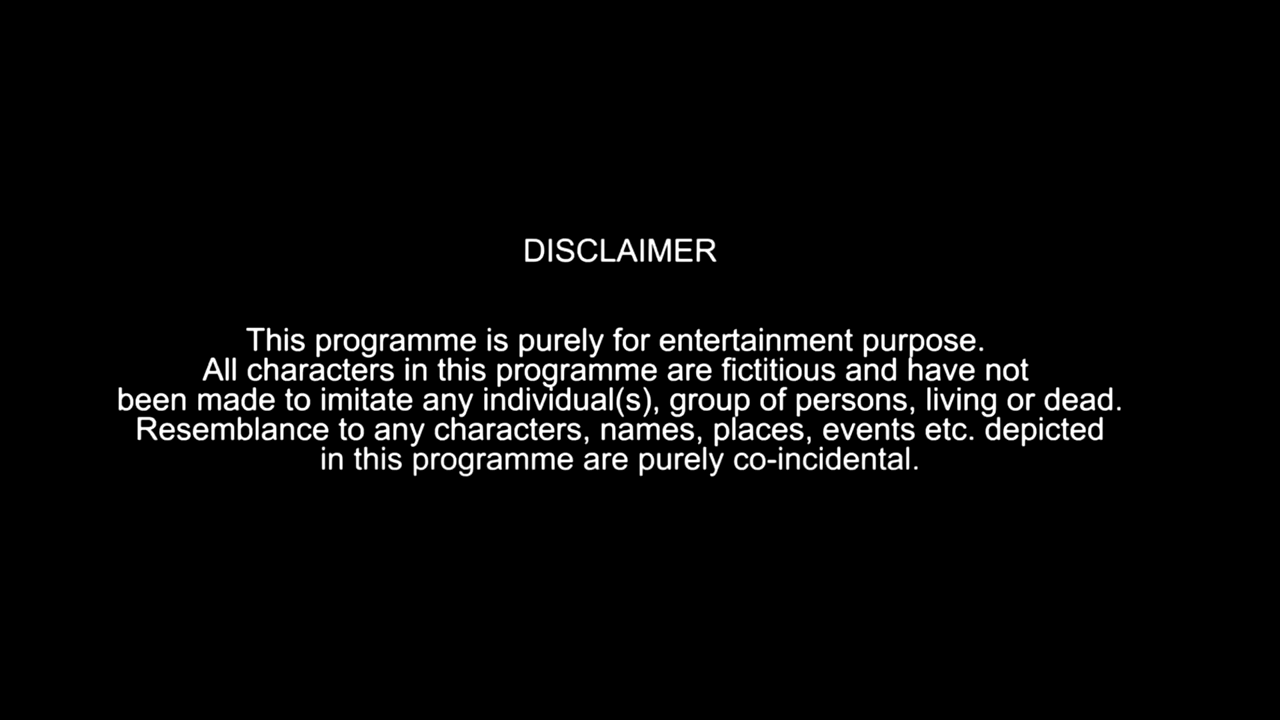 DISCLAIMER
This programme is purely for entertainment purpose.
All characters in this programme are fictitious and have not
been made to imitate any individual(s), group of persons, living or dead.
Resemblance to any characters, names, places, events etc. depicted
in this programme are purely co-incidental.